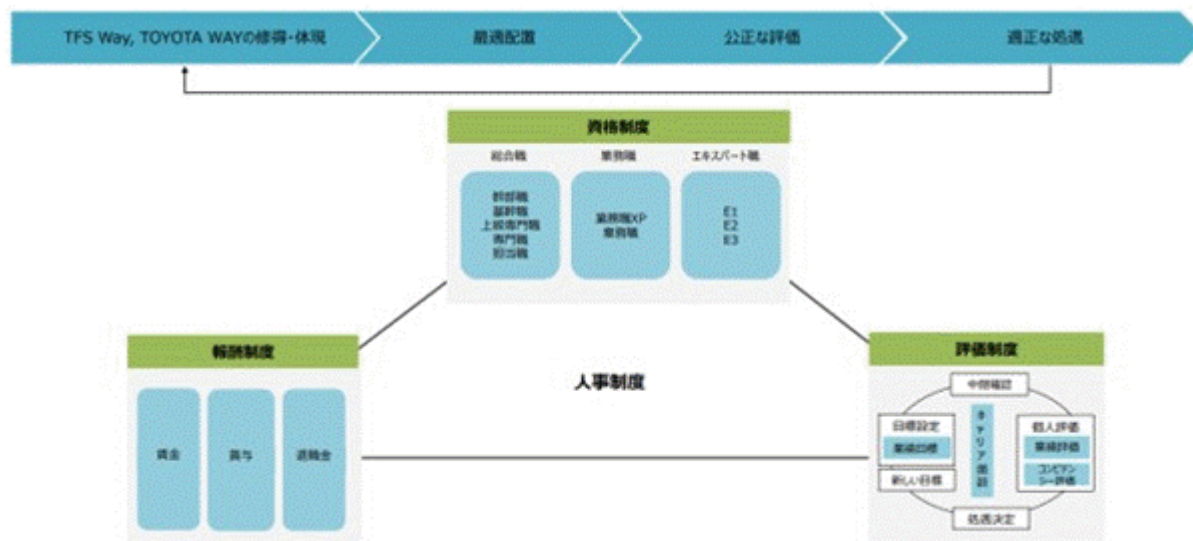 TFS Way, TOYOTA WAYの修得・体現
最適配置
公正な評価
適正な処遇
資格制度
総合職
業務職
エキスパート職
幹部職
基幹職
上級専門職
専門職
担当職
業務職XP
業務職
E1
E2
E3
報酬制度
賃金
賞与
退職金
人事制度
評価制度
中間確認
目標設定
業績目標
新しい目標
キャリア面談
個人評価
業績評価
コンピテン
シー評価
処遇決定